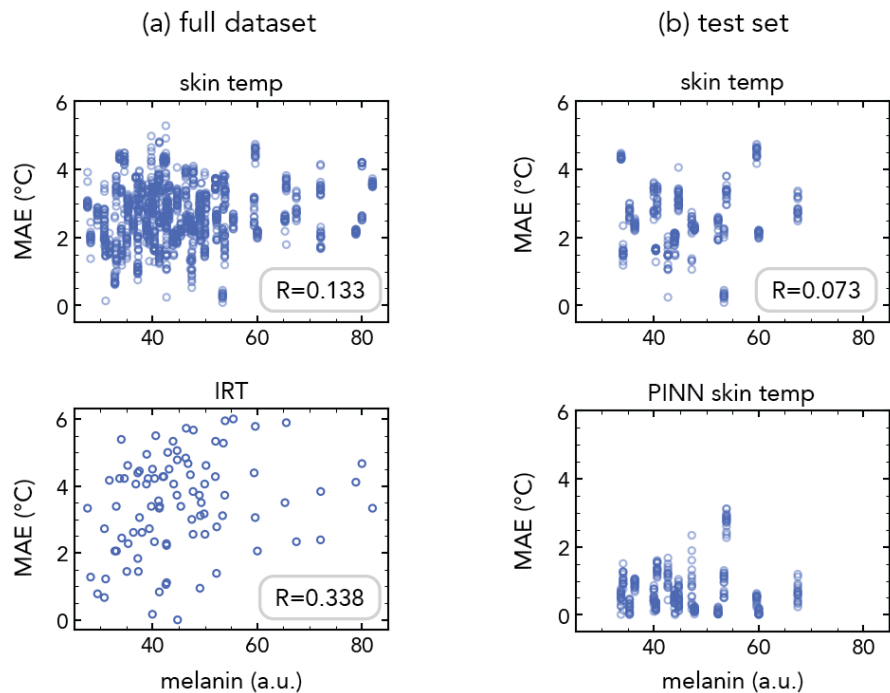 (a) full dataset
(b) test set
skin temp
skin temp
MAE (°C)
6
4
2
0
R=0.133
40
60
80
MAE (°C)
6
4
2
0
R=0.073
40
60
80
IRT
PINN skin temp
MAE (°C)
6
4
2
0
R=0.338
40
60
80
melanin (a.u.)
MAE (°C)
6
4
2
0
40
60
80
melanin (a.u.)